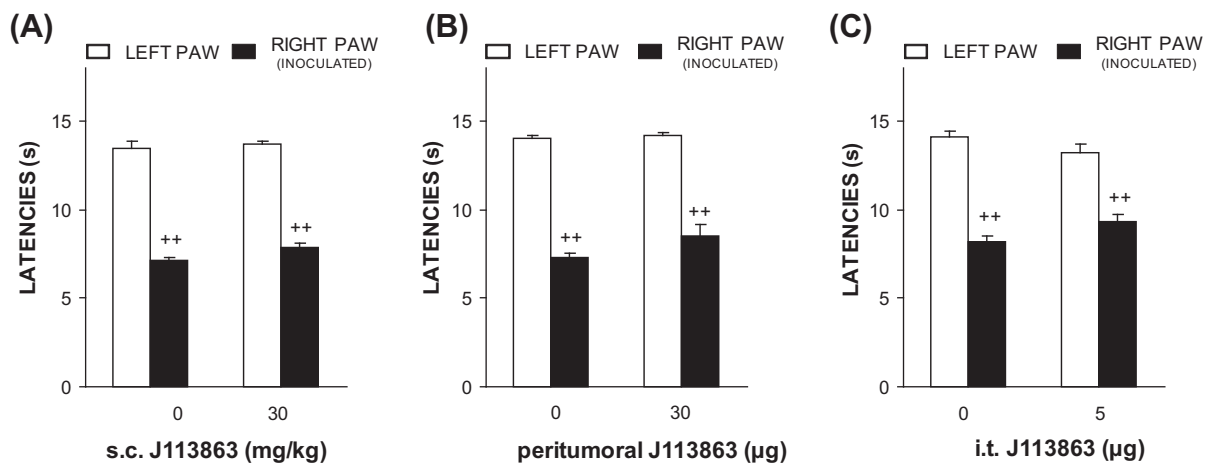 (A)
LEFT PAW RIGHT PAW
(INOCULATED)
LATENCIES (s)
15
10
5
0
++
++
0 30
s.c. J113863 (mg/kg)
(B)
LEFT PAW RIGHT PAW
(INOCULATED)
LATENCIES (s)
15
10
5
0
++
++
0 30
peritumoral J113863 (μg)
(C)
LEFT PAW RIGHT PAW
(INOCULATED)
LATENCIES (s)
15
10
5
0
++
++
0 5
i.t. J113863 (μg)